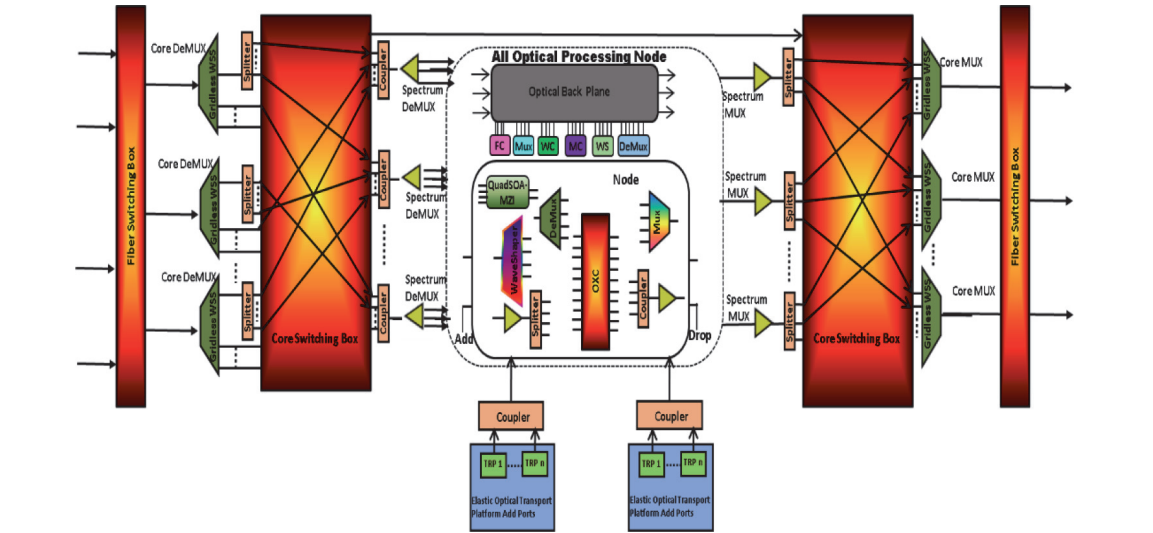 Fiber Switching Box
Core DeMUX
Gridless WSS
Splitter
Core DeMUX
Gridless WSS
Splitter
Core DeMUX
Gridless WSS
Splitter
Core Switching Box
Coupler
Coupler
Coupler
Spectrum
DeMUX
Spectrum
DeMUX
Spectrum
DeMUX
All Optical Processing Node
Optical Back Plane
FC
Mux
WC
MC
WS
DeMux
Node
QuadSOA-
MZI
DeMux
Mux
WaveShaper
OXC
Splitter
Coupler
Add
Drop
Coupler
TRP 1
TRP n
Elastic Optical Transport
Platform Add Ports
Coupler
TRP 1
TRP n
Elastic Optical Transport
Platform Add Ports
Spectrum
MUX
Spectrum
MUX
Spectrum
MUX
Splitter
Splitter
Splitter
Core Switching Box
Gridless WSS
Core MUX
Gridless WSS
Core MUX
Gridless WSS
Core MUX
Fiber Switching Box